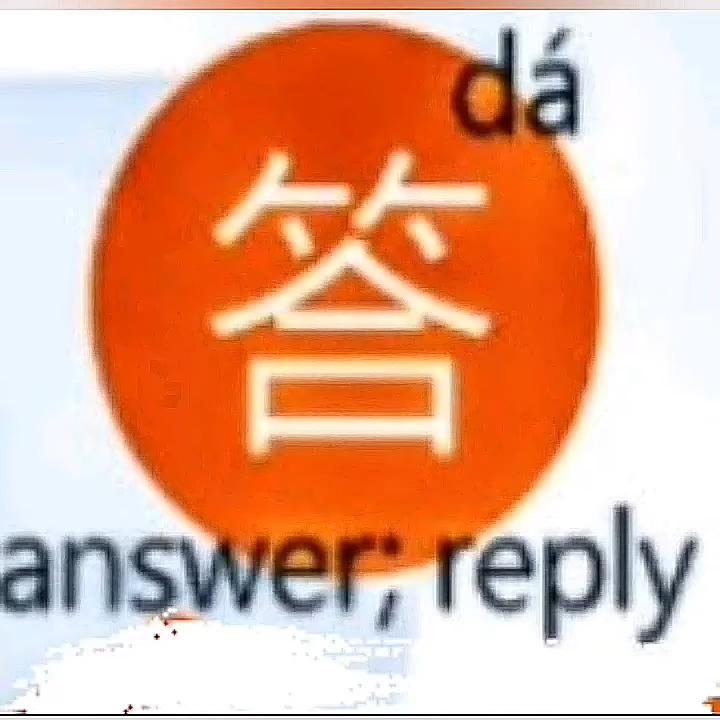 dá
答
answer; reply